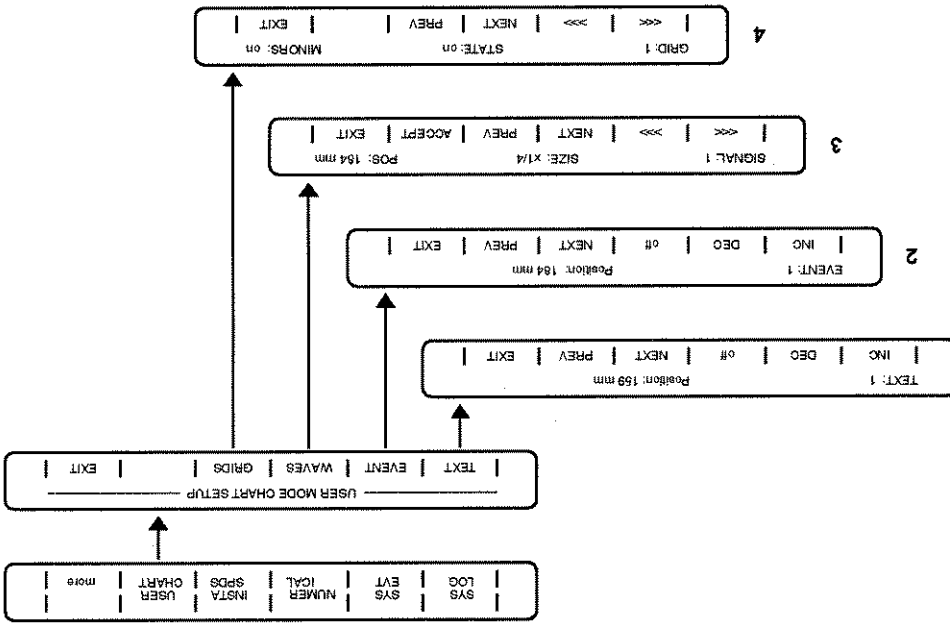 SYS | SYS | NUMER | INSTA | USER | more
LOG | EVT | ICAL | SPDS | CHART
USER MODE CHART SETUP
| TEXT | EVENT | WAVES | GRIDS | | EXIT |
TEXT: 1 Position: 159 mm
| INC | DEC | off | NEXT | PREV | EXIT |
2
EVENT: 1 Position: 184 mm
| INC | DEC | off | NEXT | PREV | EXIT |
3
SIGNAL: 1 SIZE: x1/4 POS: 184 mm
| <<< | >>> | NEXT | PREV | ACCEPT | EXIT |
4
GRID: 1 STATE: on MINORS: on
| <<< | >>> | NEXT | PREV | | EXIT |